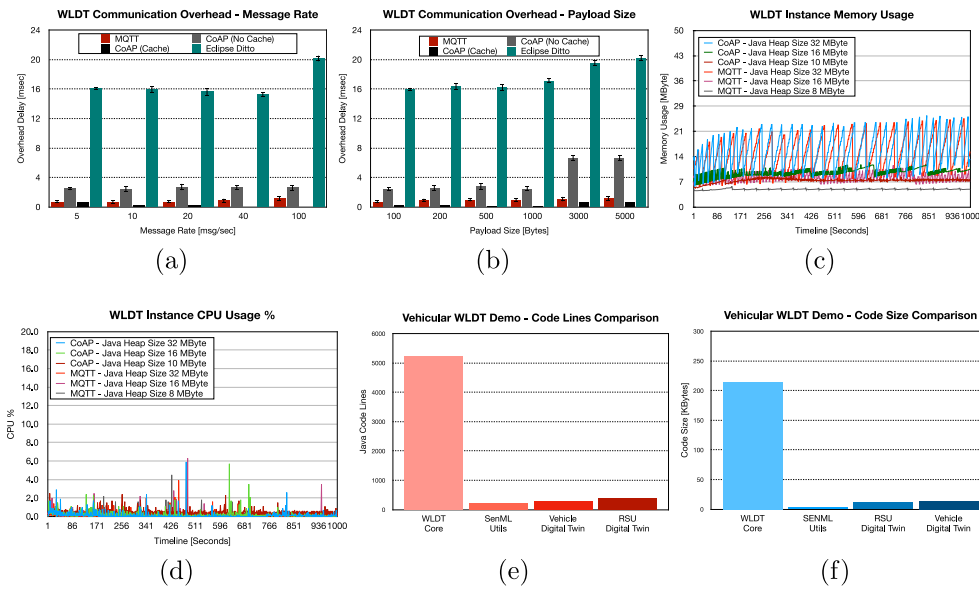 WLDT Communication Overhead - Message Rate
Overhead Delay [msec]
24
20
16
12
8
4
0
MQTT
CoAP (No Cache)
CoAP (Cache)
Eclipse Ditto
5 10 20 40 100
Message Rate [msg/sec]
(a)
WLDT Communication Overhead - Payload Size
Overhead Delay [msec]
24
20
16
12
8
4
0
MQTT
CoAP (No Cache)
CoAP (Cache)
Eclipse Ditto
100 200 500 1000 3000 5000
Payload Size [Bytes]
(b)
WLDT Instance Memory Usage
Memory Usage [MByte]
50
43
36
29
21
14
7
0
CoAP - Java Heap Size 32 MByte
CoAP - Java Heap Size 16 MByte
CoAP - Java Heap Size 10 MByte
MQTT - Java Heap Size 32 MByte
MQTT - Java Heap Size 16 MByte
MQTT - Java Heap Size 8 MByte
1 86 171 256 341 426 511 596 681 766 851 936 1000
Timeline [Seconds]
(c)
WLDT Instance CPU Usage %
CPU %
20.0
18.0
16.0
14.0
12.0
10.0
8.0
6.0
4.0
2.0
0.0
CoAP - Java Heap Size 32 MByte
CoAP - Java Heap Size 16 MByte
CoAP - Java Heap Size 10 MByte
MQTT - Java Heap Size 32 MByte
MQTT - Java Heap Size 16 MByte
MQTT - Java Heap Size 8 MByte
1 86 171 256 341 426 511 596 681 766 851 936 1000
Timeline [Seconds]
(d)
Vehicular WLDT Demo - Code Lines Comparison
Java Code Lines
6000
5000
4000
3000
2000
1000
0
WLDT SenML Vehicle RSU
Core Utils Digital Twin Digital Twin
(e)
Vehicular WLDT Demo - Code Size Comparison
Code Size [KBytes]
300
250
200
150
100
50
0
WLDT SENML RSU Vehicle
Core Utils Digital Twin Digital Twin
(f)